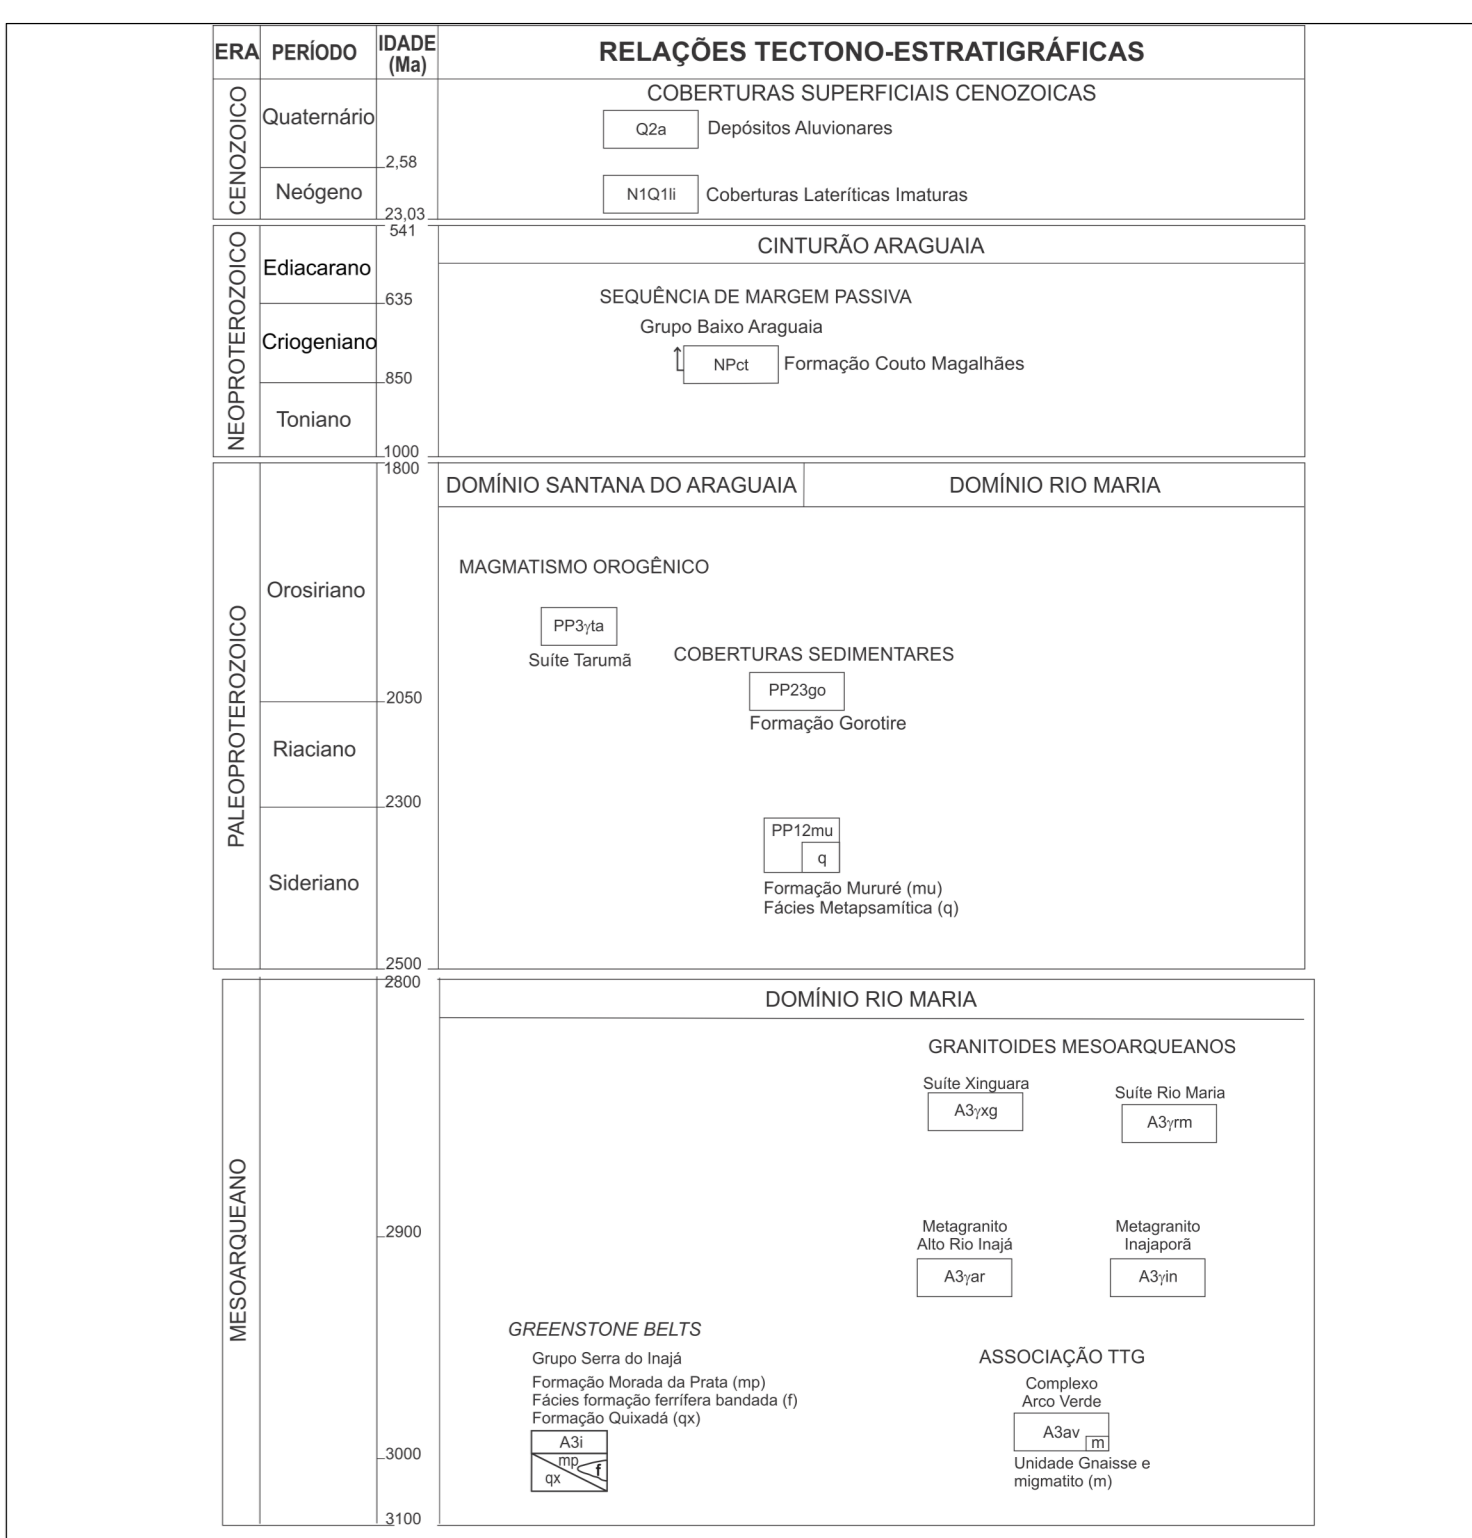 ERA PERÍODO IDADE (Ma) RELAÇÕES TECTONO-ESTRATIGRÁFICAS
CENOZOICO
Quaternário
2,58
Neógeno
23,03
COBERTURAS SUPERFICIAIS CENOZOICAS
Q2a Depósitos Aluvionares
N1Q1li Coberturas Lateríticas Imaturas
NEOPROTEROZOICO
541
Ediacarano
635
Criogeniano
850
Toniano
1000
CINTURÃO ARAGUAIA
SEQUÊNCIA DE MARGEM PASSIVA
Grupo Baixo Araguaia
NPct Formação Couto Magalhães
PALEOPROTEROZOICO
1800
Orosiriano
2050
Riaciano
2300
Sideriano
2500
DOMÍNIO SANTANA DO ARAGUAIA DOMÍNIO RIO MARIA
MAGMATISMO OROGÊNICO
PP3γta
Suíte Tarumã
COBERTURAS SEDIMENTARES
PP23go
Formação Gorotire
PP12mu
q
Formação Mururé (mu)
Fácies Metapsamítica (q)
MESOARQUEANO
2800
2900
3000
3100
DOMÍNIO RIO MARIA
GRANITOIDES MESOARQUEANOS
Suíte Xinguara
A3γxg
Suíte Rio Maria
A3γrm
Metagranito
Alto Rio Inajá
A3γar
Metagranito
Inajaporã
A3γin
GREENSTONE BELTS
Grupo Serra do Inajá
Formação Morada da Prata (mp)
Fácies formação ferrífera bandada (f)
Formação Quixadá (qx)
A3i
mp
f
qx
ASSOCIAÇÃO TTG
Complexo
Arco Verde
A3av
m
Unidade Gnaisse e
migmatito (m)